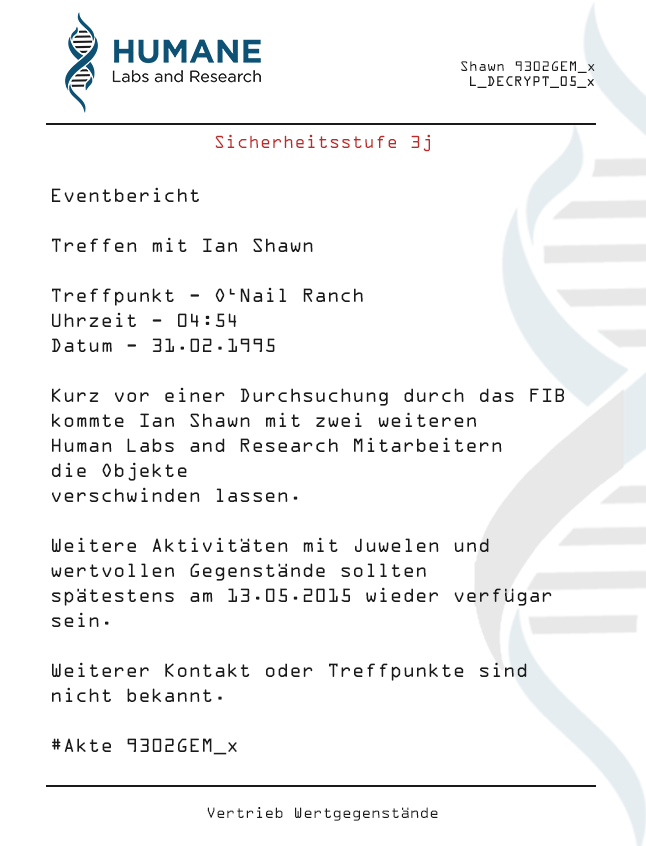 HUMANE
Labs and Research
Shawn 9302GEM_x
L_DECRYPT_05_x
Sicherheitsstufe 3j
Eventbericht
Treffen mit Ian Shawn
Treffpunkt - O'Nail Ranch
Uhrzeit - 04:54
Datum - 31.02.1995
Kurz vor einer Durchsuchung durch das FIB
kommte Ian Shawn mit zwei weiteren
Human Labs and Research Mitarbeitern
die Objekte
verschwinden lassen.
Weitere Aktivitäten mit Juwelen und
wertvollen Gegenstände sollten
spätestens am 13.05.2015 wieder verfügar
sein.
Weiterer Kontakt oder Treffpunkte sind
nicht bekannt.
#Akte 9302GEM_x
Vertrieb Wertgegenstände